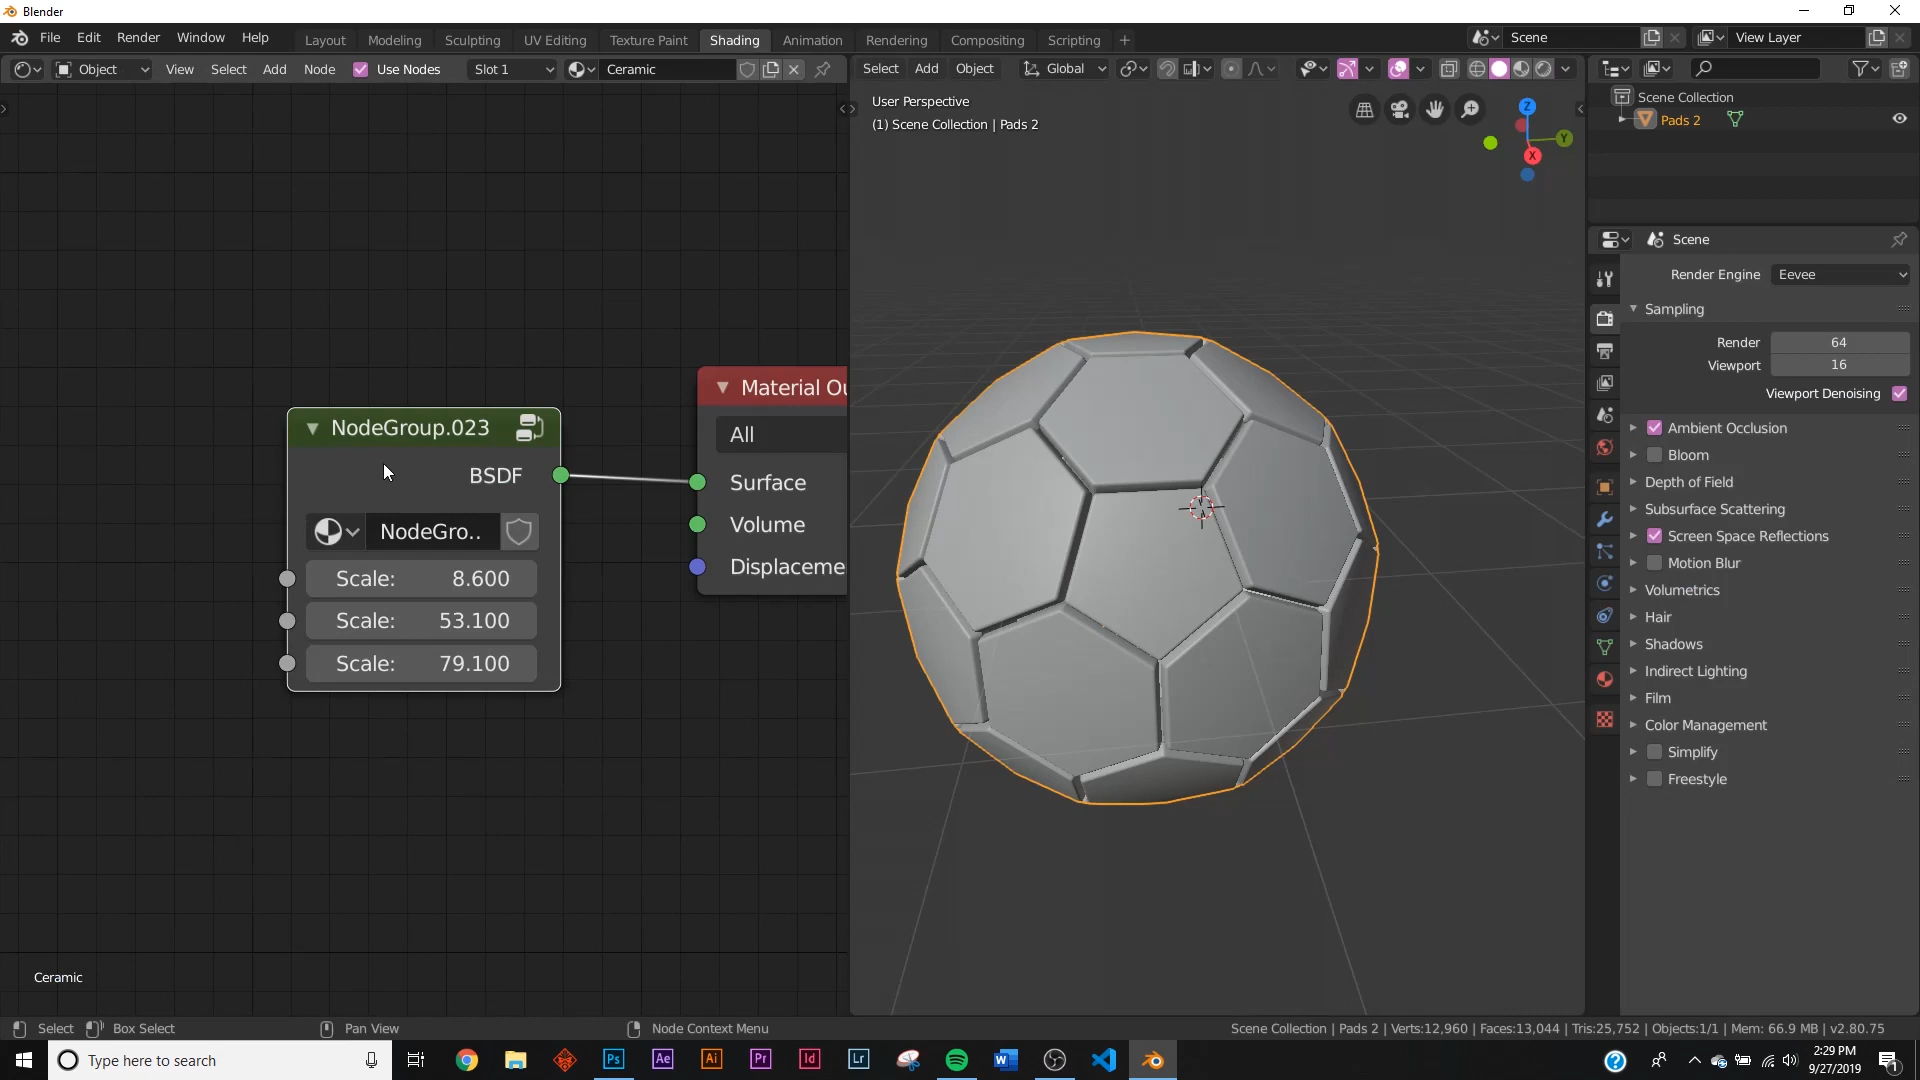 Blender
File Edit Render Window Help Layout Modeling Sculpting UV Editing Texture Paint Shading Animation Rendering Compositing Scripting + Scene View Layer
Object View Select Add Node Use Nodes Slot 1 Ceramic Select Add Object Global
User Perspective
(1) Scene Collection | Pads 2
Z
Y
X
Scene Collection
Pads 2
Scene
Render Engine Eevee
Sampling
Render 64
Viewport 16
Viewport Denoising
Ambient Occlusion
Bloom
Depth of Field
Subsurface Scattering
Screen Space Reflections
Motion Blur
Volumetrics
Hair
Shadows
Indirect Lighting
Film
Color Management
Simplify
Freestyle
NodeGroup.023
BSDF
NodeGro..
Scale: 8.600
Scale: 53.100
Scale: 79.100
Material Ou
All
Surface
Volume
Displaceme
Ceramic
Select Box Select Pan View Node Context Menu Scene Collection | Pads 2 | Verts:12,960 | Faces:13,044 | Tris:25,752 | Objects:1/1 | Mem: 66.9 MB | v2.80.75
Type here to search Ps Ae Ai Pr Id Lr W
2:29 PM
9/27/2019
1